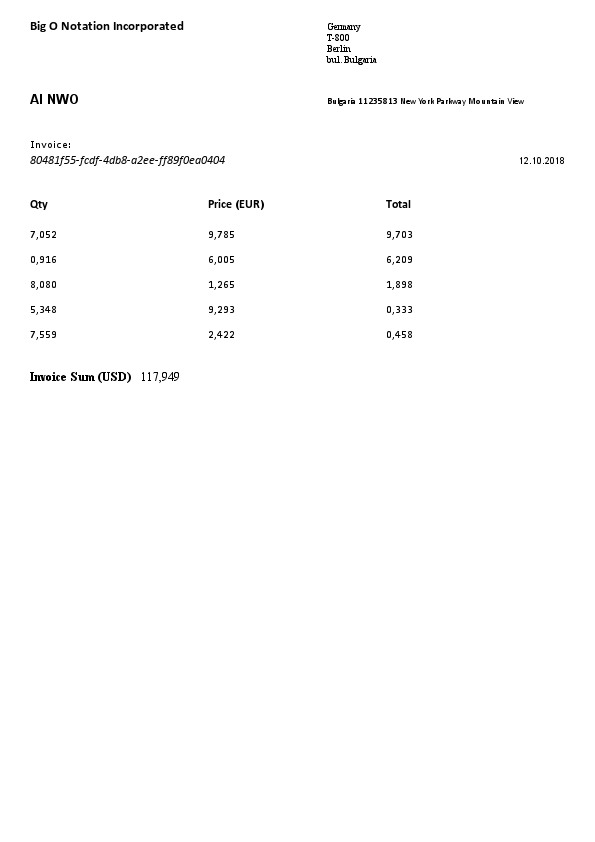 Big O Notation Incorporated
Germany
T-800
Berlin
bul. Bulgaria
AI NWO
Bulgaria 11235813 New York Parkway Mountain View
Invoice:
80481f55-fcdf-4db8-a2ee-ff89f0ea0404
12.10.2018
Qty Price (EUR) Total
7,052 9,785 9,703
0,916 6,005 6,209
8,080 1,265 1,898
5,348 9,293 0,333
7,559 2,422 0,458
Invoice Sum (USD) 117,949